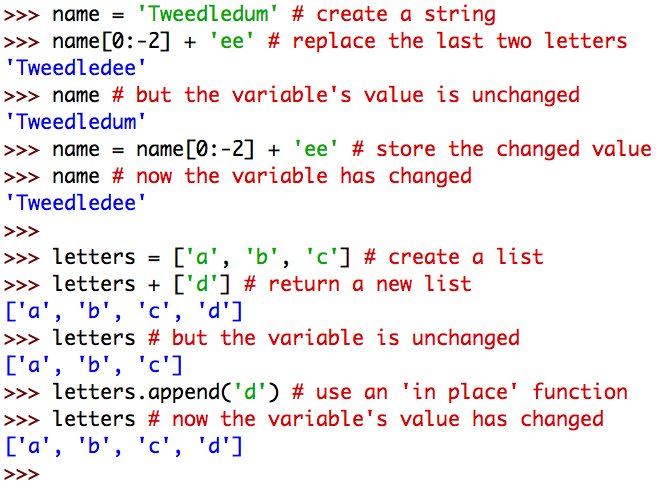 >>> name = 'Tweedledum' # create a string
>>> name[0:-2] + 'ee' # replace the last two letters
'Tweedledee'
>>> name # but the variable's value is unchanged
'Tweedledum'
>>> name = name[0:-2] + 'ee' # store the changed value
>>> name # now the variable has changed
'Tweedledee'
>>>
>>> letters = ['a', 'b', 'c'] # create a list
>>> letters + ['d'] # return a new list
['a', 'b', 'c', 'd']
>>> letters # but the variable is unchanged
['a', 'b', 'c']
>>> letters.append('d') # use an 'in place' function
>>> letters # now the variable's value has changed
['a', 'b', 'c', 'd']
>>>